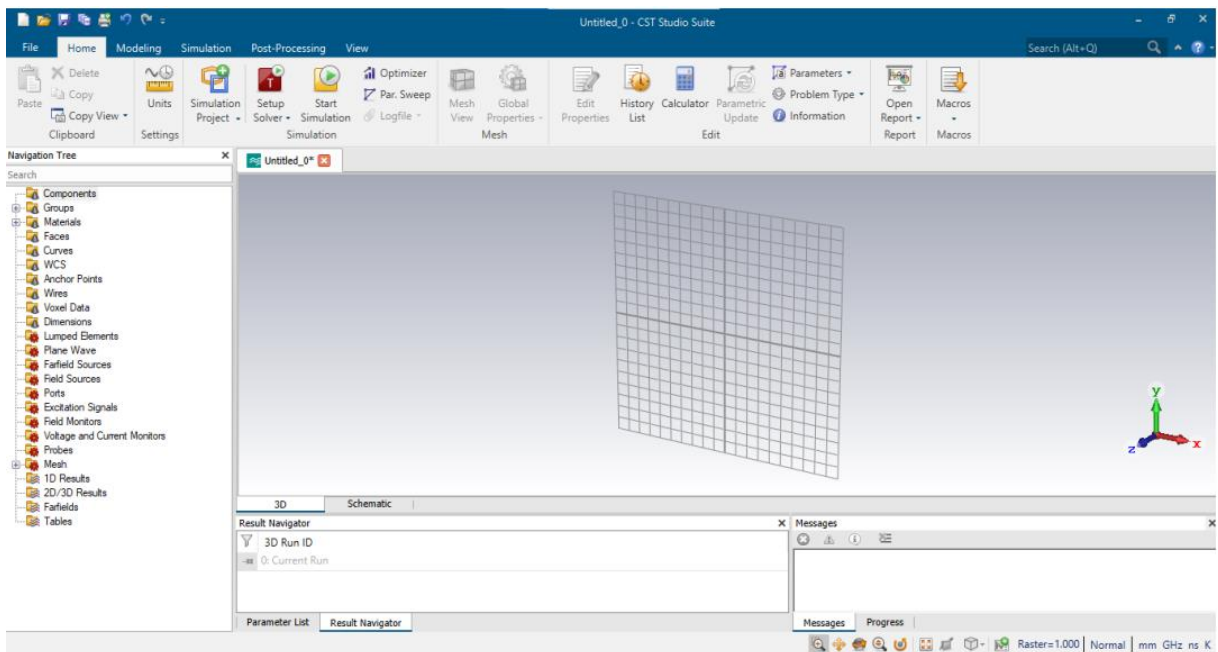 Untitled_0 - CST Studio Suite
File Home Modeling Simulation Post-Processing View Search (Alt+Q)
Paste
Delete
Copy
Copy View
Clipboard
Units
Settings
Simulation Project
Setup Solver
Start Simulation
Optimizer
Par. Sweep
Logfile
Simulation
Mesh View
Global Properties
Mesh
Edit Properties
History List
Calculator
Parametric Update
Parameters
Problem Type
Information
Edit
Open Report
Report
Macros
Macros
Navigation Tree
Search
Components
Groups
Materials
Faces
Curves
WCS
Anchor Points
Wires
Voxel Data
Dimensions
Lumped Elements
Plane Wave
Farfield Sources
Field Sources
Ports
Excitation Signals
Field Monitors
Voltage and Current Monitors
Probes
Mesh
1D Results
2D/3D Results
Farfields
Tables
Untitled_0*
y
z
x
3D Schematic
Result Navigator
3D Run ID
0: Current Run
Parameter List Result Navigator
Messages
Messages Progress
Raster=1.000 Normal mm GHz ns K